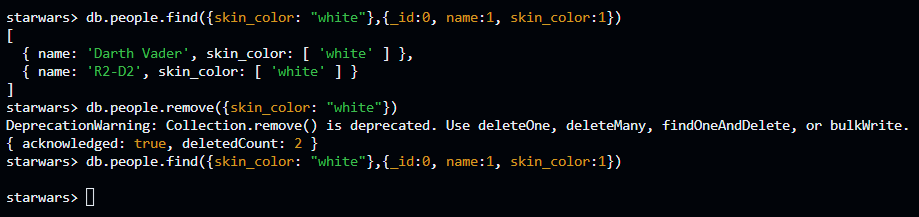 starwars> db.people.find({skin_color: "white"},{_id:0, name:1, skin_color:1})
[
  { name: 'Darth Vader', skin_color: [ 'white' ] },
  { name: 'R2-D2', skin_color: [ 'white' ] }
]
starwars> db.people.remove({skin_color: "white"})
DeprecationWarning: Collection.remove() is deprecated. Use deleteOne, deleteMany, findOneAndDelete, or bulkWrite.
{ acknowledged: true, deletedCount: 2 }
starwars> db.people.find({skin_color: "white"},{_id:0, name:1, skin_color:1})

starwars>